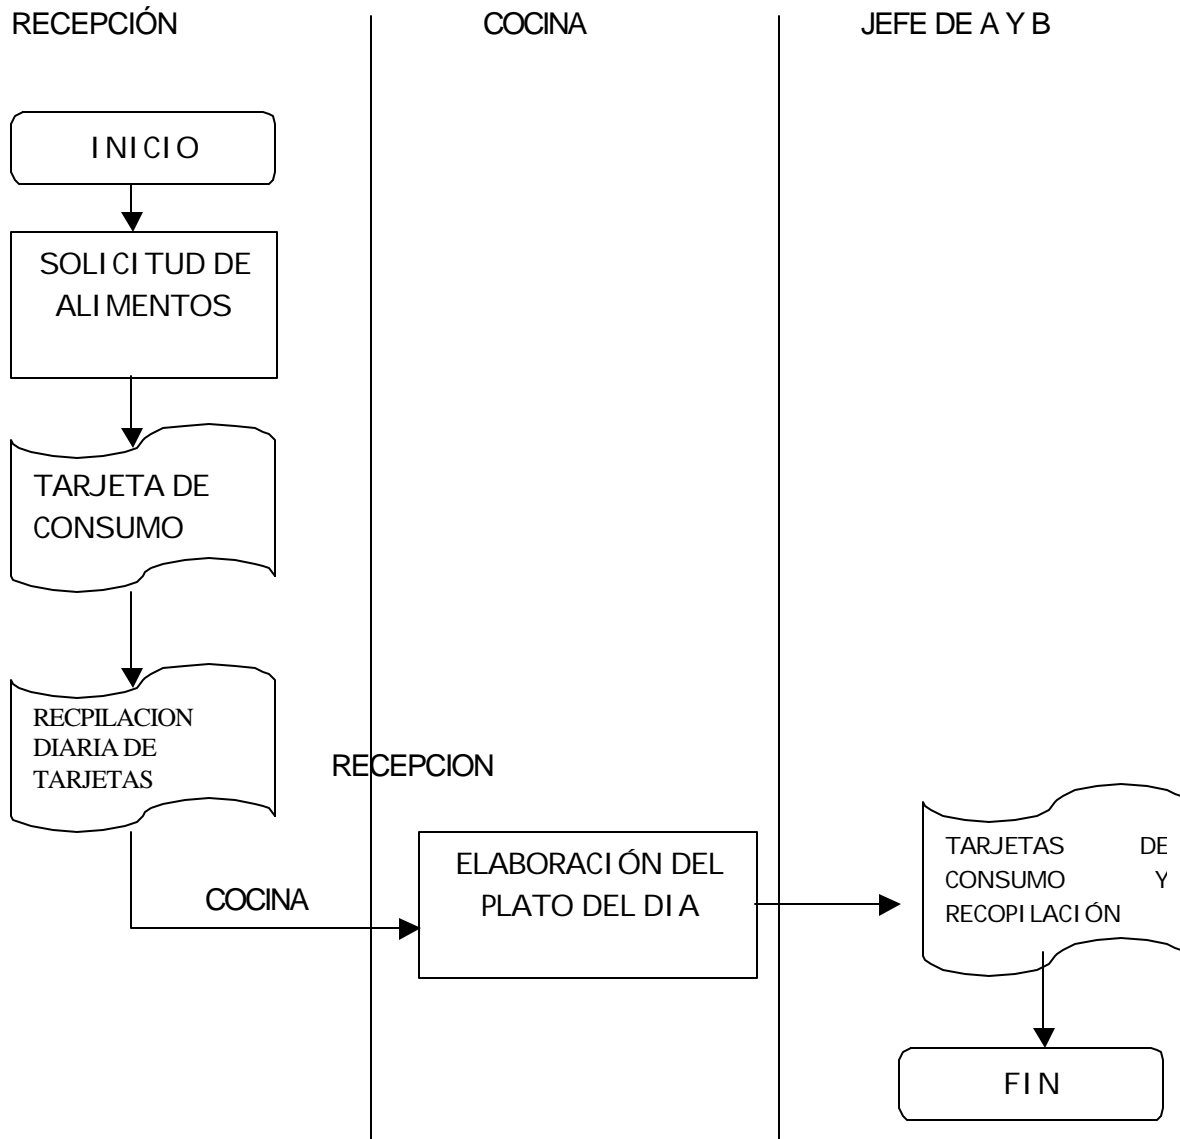 RECEPCIÓN
COCINA
JEFE DE A Y B
INICIO
SOLICITUD DE
ALIMENTOS
TARJETA DE
CONSUMO
RECPILACION
DIARIA DE
TARJETAS
RECEPCION
COCINA
ELABORACIÓN DEL
PLATO DEL DIA
TARJETAS DE
CONSUMO Y
RECOPILACIÓN
FIN